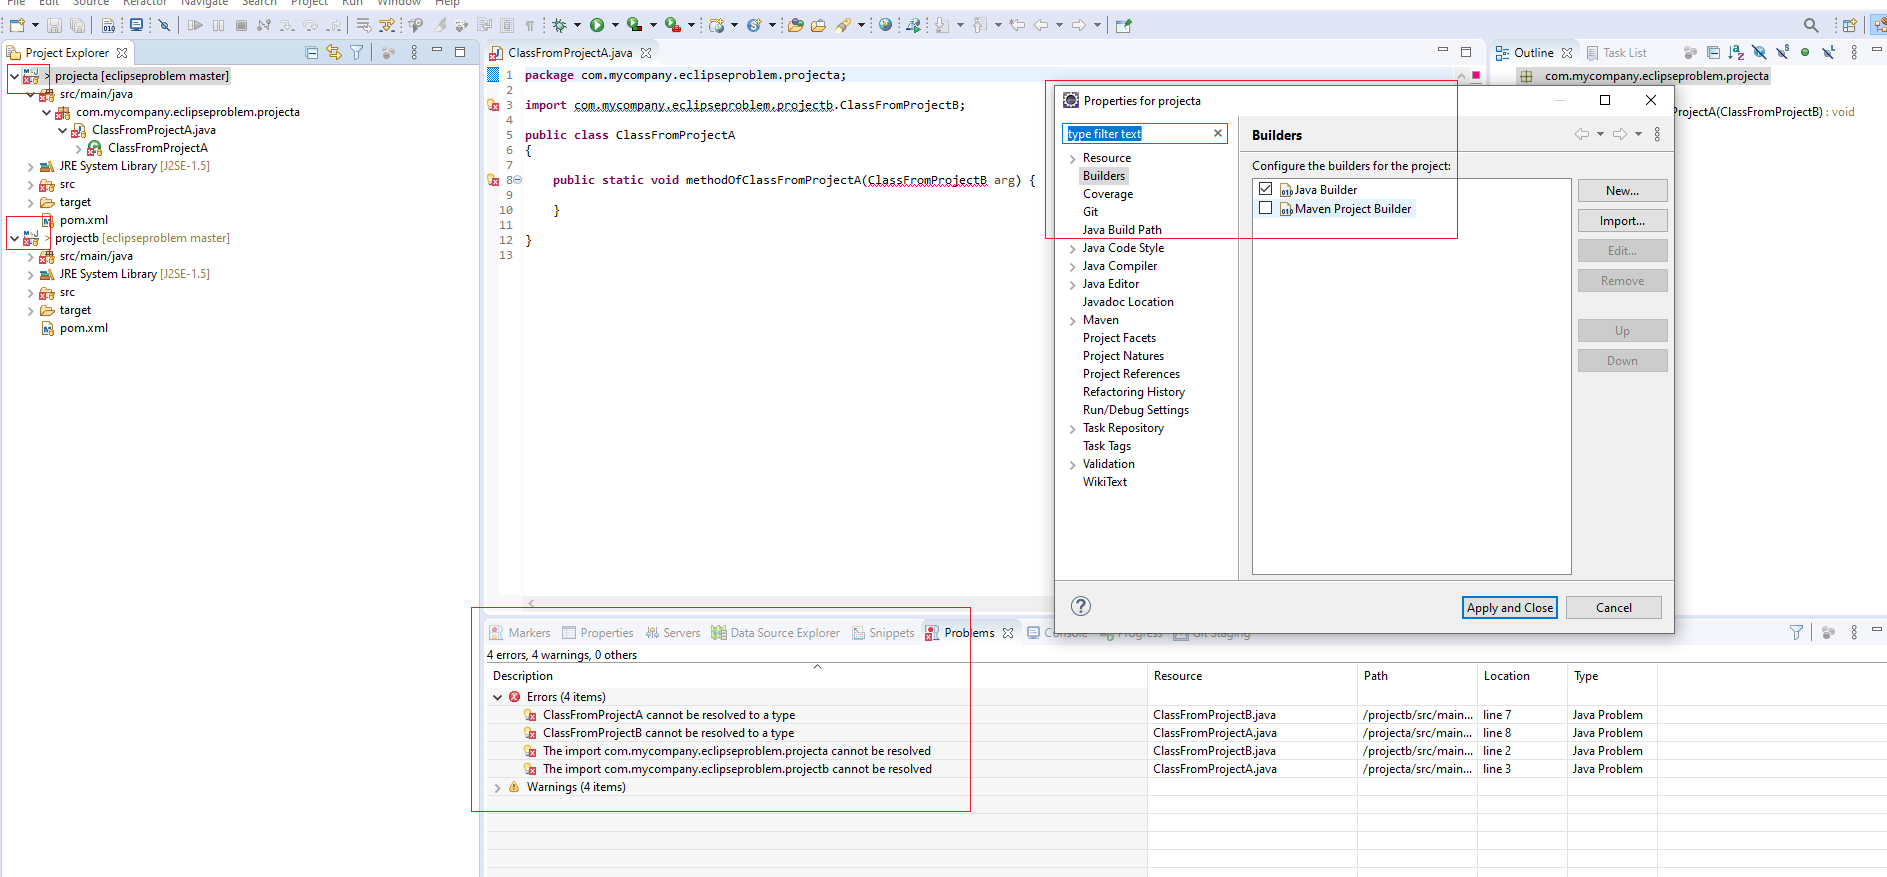 File Edit Source Refactor Navigate Search Project Run Window Help
Project Explorer
> projecta [eclipseproblem master]
src/main/java
com.mycompany.eclipseproblem.projecta
ClassFromProjectA.java
ClassFromProjectA
JRE System Library [J2SE-1.5]
src
target
pom.xml
> projectb [eclipseproblem master]
src/main/java
JRE System Library [J2SE-1.5]
src
target
pom.xml
ClassFromProjectA.java
1 package com.mycompany.eclipseproblem.projecta;
2
3 import com.mycompany.eclipseproblem.projectb.ClassFromProjectB;
4
5 public class ClassFromProjectA
6 {
7
8 public static void methodOfClassFromProjectA(ClassFromProjectB arg) {
9
10 }
11
12 }
13
Outline
Task List
com.mycompany.eclipseproblem.projecta
rojectA(ClassFromProjectB) : void
Properties for projecta
type filter text
Resource
Builders
Coverage
Git
Java Build Path
Java Code Style
Java Compiler
Java Editor
Javadoc Location
Maven
Project Facets
Project Natures
Project References
Refactoring History
Run/Debug Settings
Task Repository
Task Tags
Validation
WikiText
Builders
Configure the builders for the project:
Java Builder
Maven Project Builder
New...
Import...
Edit...
Remove
Up
Down
Apply and Close
Cancel
Markers Properties Servers Data Source Explorer Snippets Problems Console Progress Git Staging
4 errors, 4 warnings, 0 others
Description Resource Path Location Type
Errors (4 items)
ClassFromProjectA cannot be resolved to a type ClassFromProjectB.java /projectb/src/main... line 7 Java Problem
ClassFromProjectB cannot be resolved to a type ClassFromProjectA.java /projecta/src/main... line 8 Java Problem
The import com.mycompany.eclipseproblem.projecta cannot be resolved ClassFromProjectB.java /projectb/src/main... line 2 Java Problem
The import com.mycompany.eclipseproblem.projectb cannot be resolved ClassFromProjectA.java /projecta/src/main... line 3 Java Problem
Warnings (4 items)